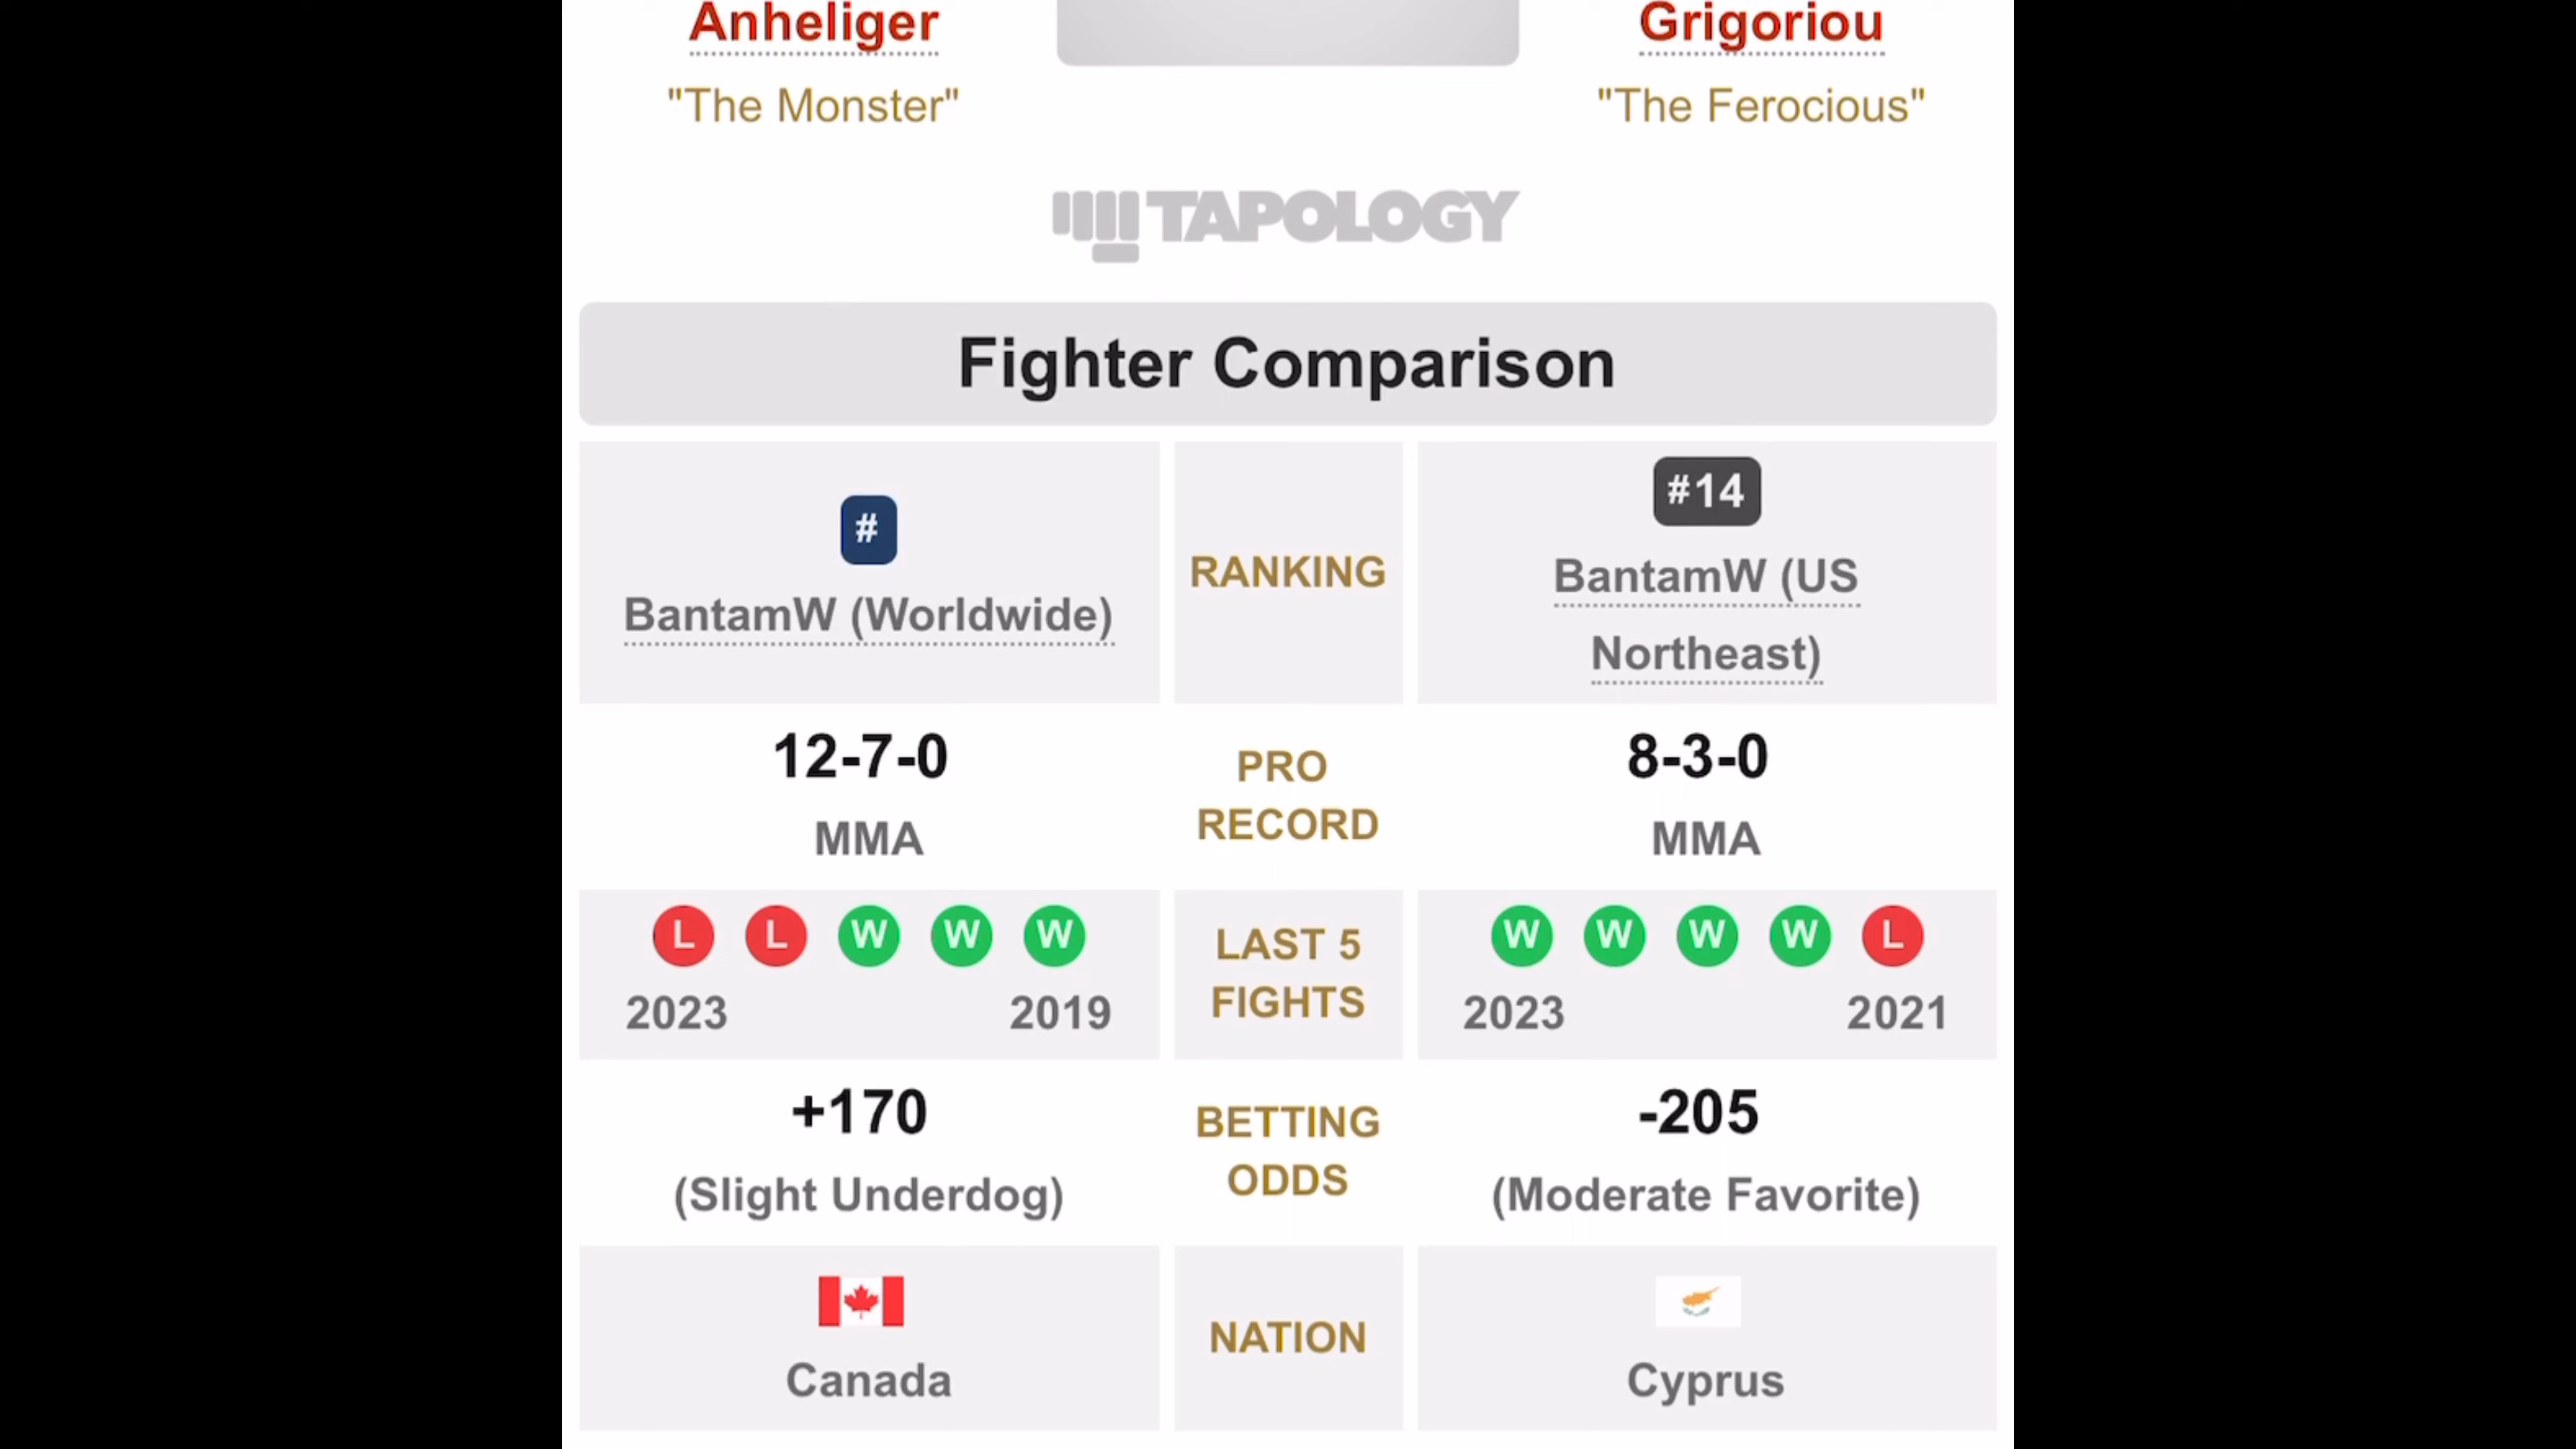 Anheliger
Grigoriou
"The Monster"
"The Ferocious"
TAPOLOGY
Fighter Comparison
#
BantamW (Worldwide)
RANKING
#14
BantamW (US
Northeast)
12-7-0
MMA
PRO
RECORD
8-3-0
MMA
L L W W W
2023 2019
LAST 5
FIGHTS
W W W W L
2023 2021
+170
(Slight Underdog)
BETTING
ODDS
-205
(Moderate Favorite)
Canada
NATION
Cyprus